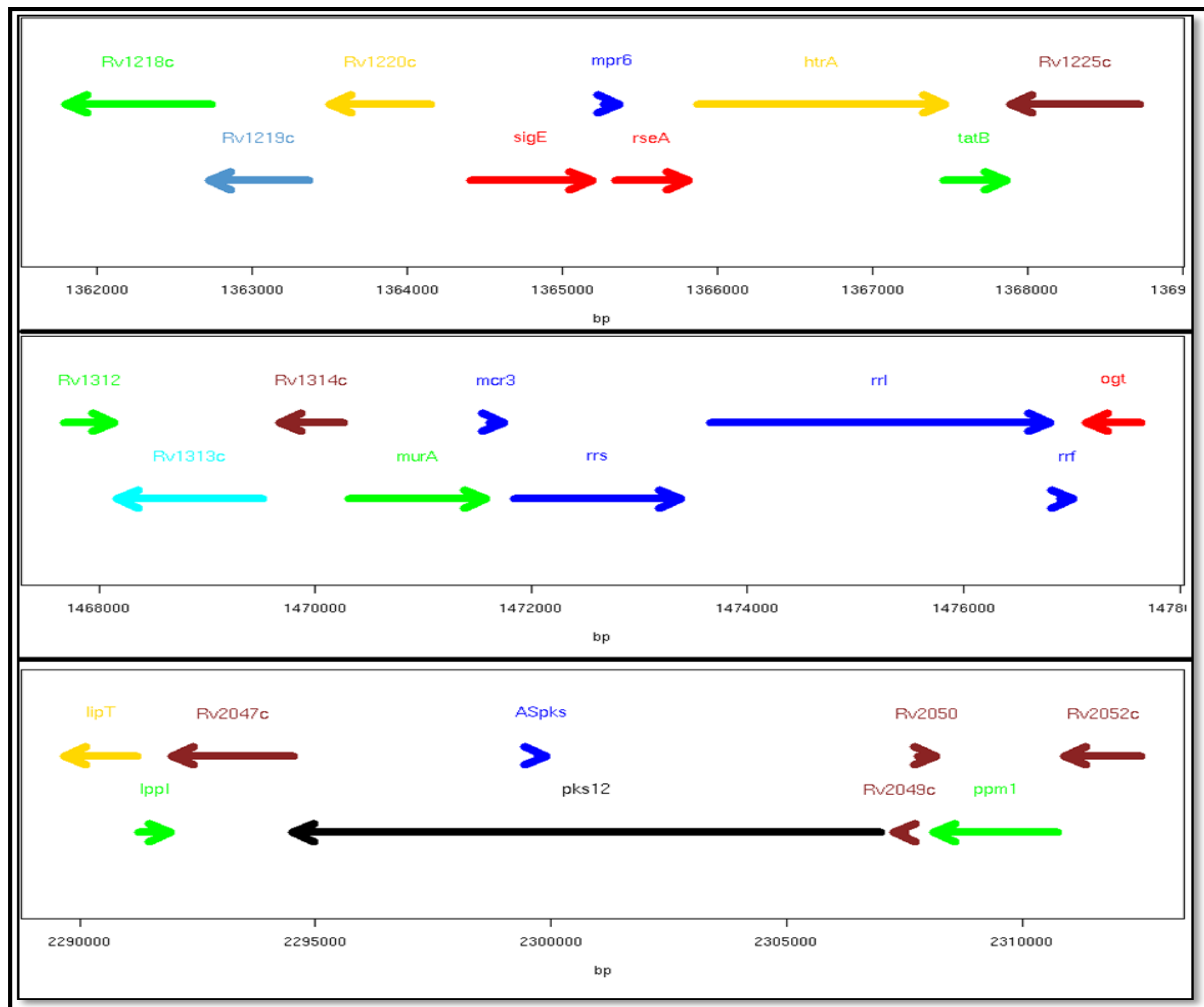 Rv1218c Rv1220c mpr6 htrA Rv1225c
Rv1219c sigE rseA tatB
1362000 1363000 1364000 1365000 1366000 1367000 1368000 1369
bp
Rv1312 Rv1314c mcr3 rrl ogt
Rv1313c murA rrs rrf
1468000 1470000 1472000 1474000 1476000 1478
bp
lipT Rv2047c ASpks Rv2050 Rv2052c
lppI pks12 Rv2049c ppm1
2290000 2295000 2300000 2305000 2310000
bp